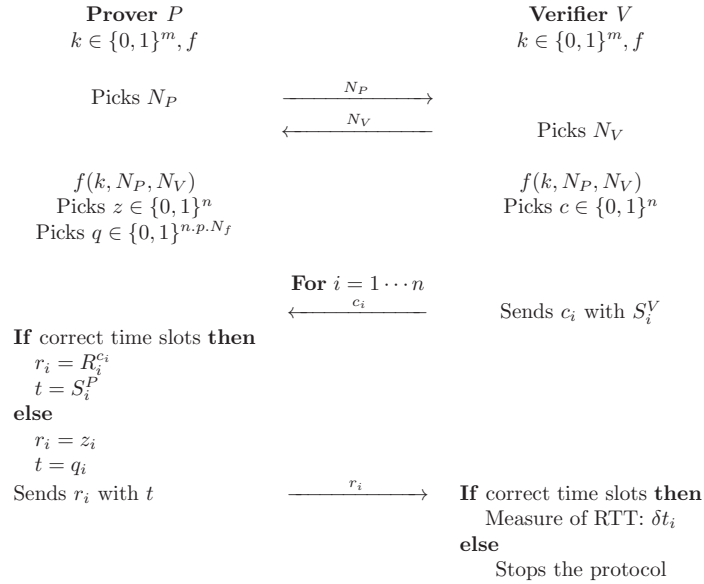 Prover P Verifier V
k ∈ {0, 1}^m, f k ∈ {0, 1}^m, f
Picks N_P N_P
N_V Picks N_V
f(k, N_P, N_V) f(k, N_P, N_V)
Picks z ∈ {0, 1}^n Picks c ∈ {0, 1}^n
Picks q ∈ {0, 1}^{n.p.N_f}
For i = 1 · · · n
c_i Sends c_i with S_i^V
If correct time slots then
r_i = R_i^{c_i}
t = S_i^P
else
r_i = z_i
t = q_i
Sends r_i with t r_i If correct time slots then
Measure of RTT: δt_i
else
Stops the protocol